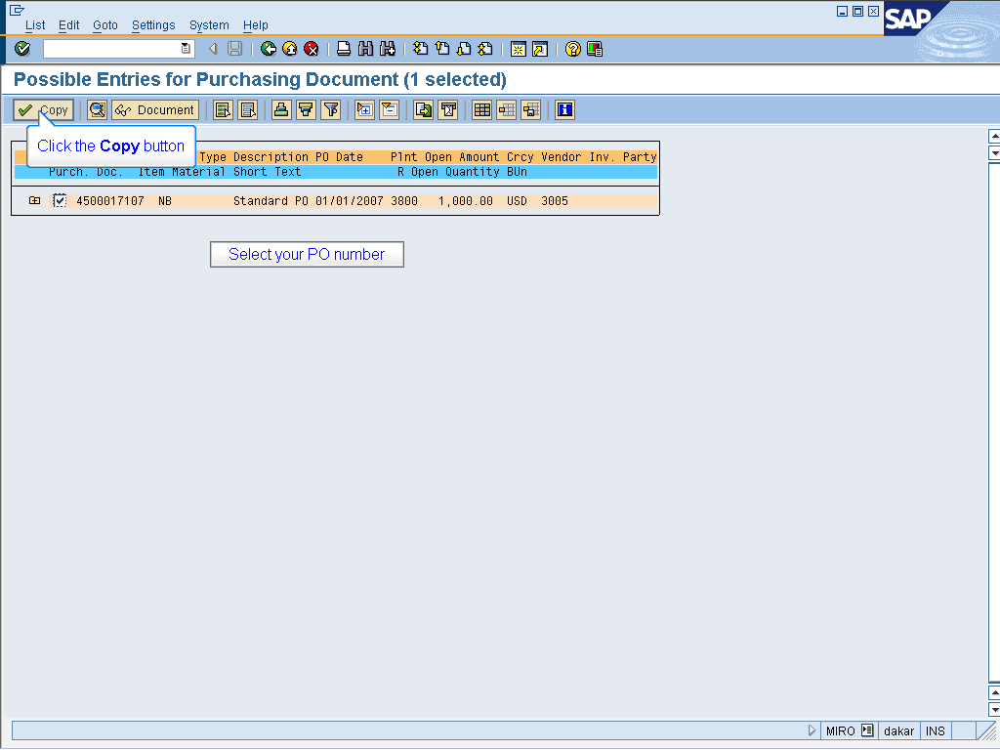 List Edit Goto Settings System Help
SAP
Possible Entries for Purchasing Document (1 selected)
Copy Document
Click the Copy button
Type Description PO Date Plnt Open Amount Crcy Vendor Inv. Party
Purch. Doc. Item Material Short Text R Open Quantity BUn
4500017107 NB Standard PO 01/01/2007 3800 1,000.00 USD 3005
Select your PO number
MIRO dakar INS